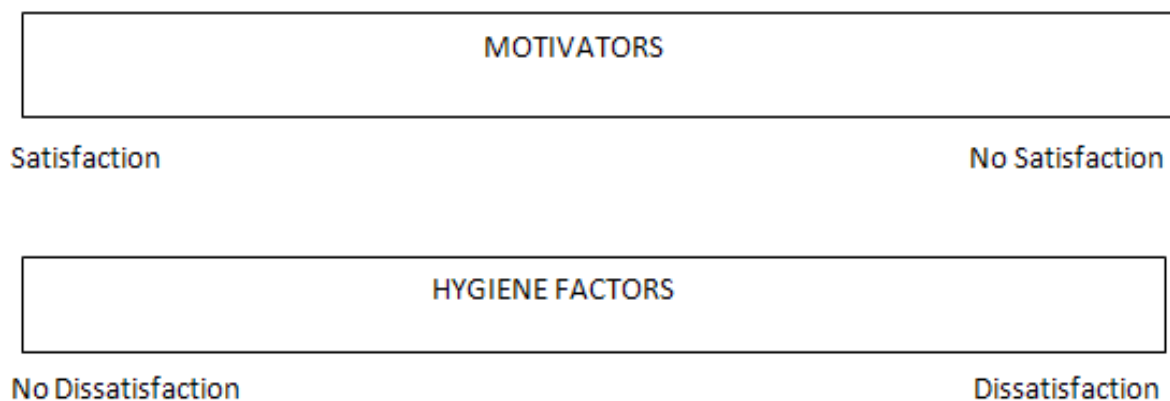 MOTIVATORS
Satisfaction No Satisfaction
HYGIENE FACTORS
No Dissatisfaction Dissatisfaction